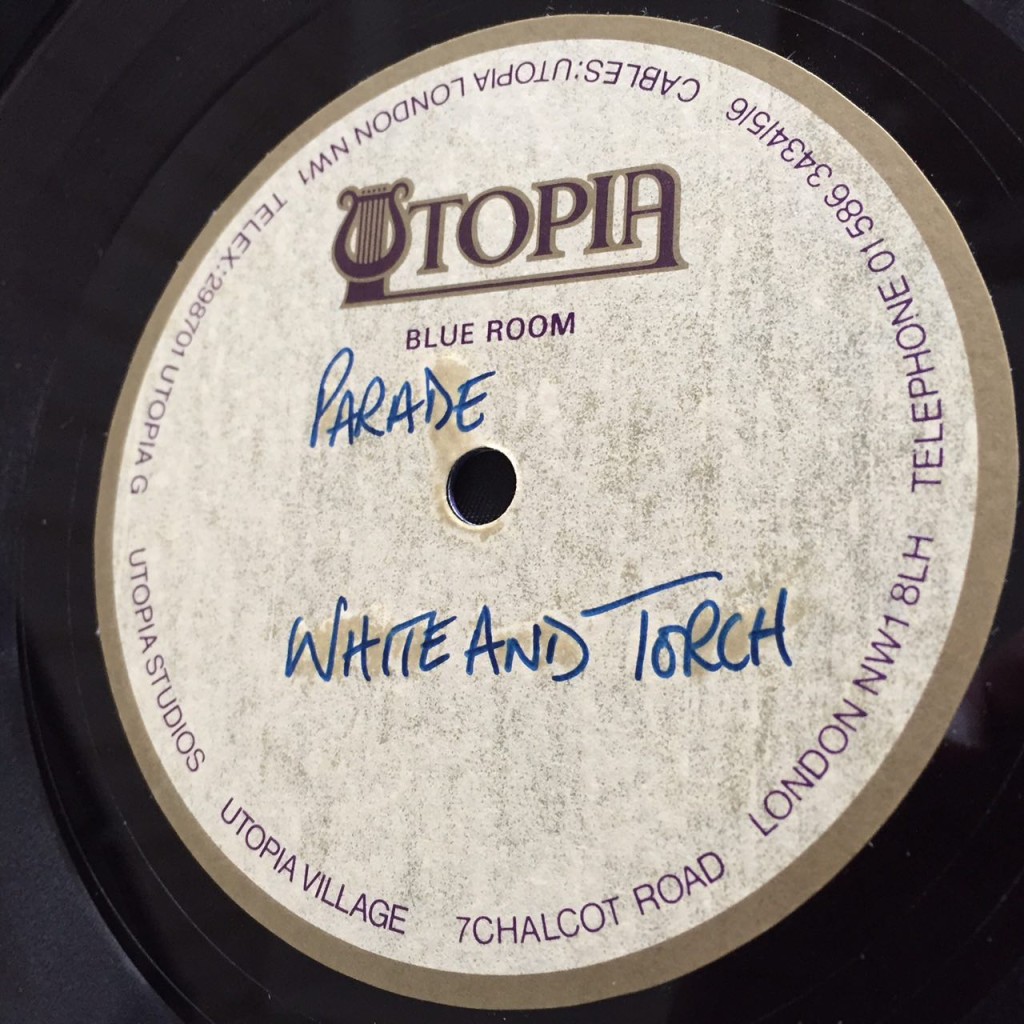 UTOPIA
BLUE ROOM
PARADE
WHITE AND TORCH
UTOPIA STUDIOS
UTOPIA VILLAGE
7CHALCOT ROAD
LONDON NW1 8LH
TELEPHONE 01 586 3434/5/6
CABLES:UTOPIA LONDON NW1
TELEX:298701 UTOPIA G